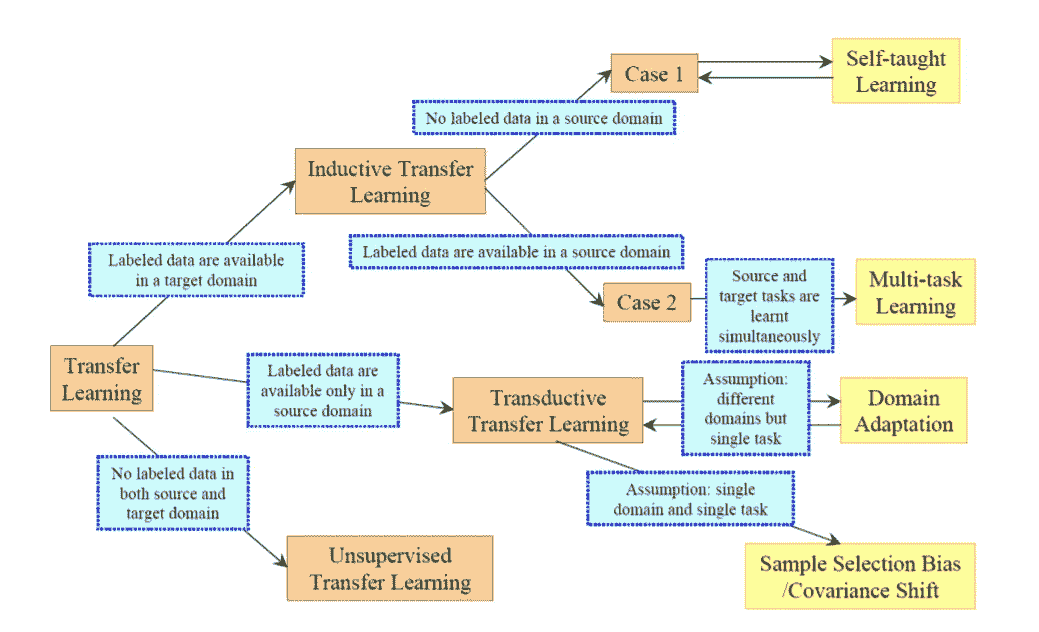 Self-taught
Learning
Case 1
No labeled data in a source domain
Inductive Transfer
Learning
Labeled data are available
in a target domain
Labeled data are available in a source domain
Case 2
Source and
target tasks are
learnt
simultaneously
Multi-task
Learning
Transfer
Learning
Labeled data are
available only in a
source domain
Transductive
Transfer Learning
Assumption:
different
domains but
single task
Domain
Adaptation
No labeled data in
both source and
target domain
Assumption: single
domain and single task
Unsupervised
Transfer Learning
Sample Selection Bias
/Covariance Shift